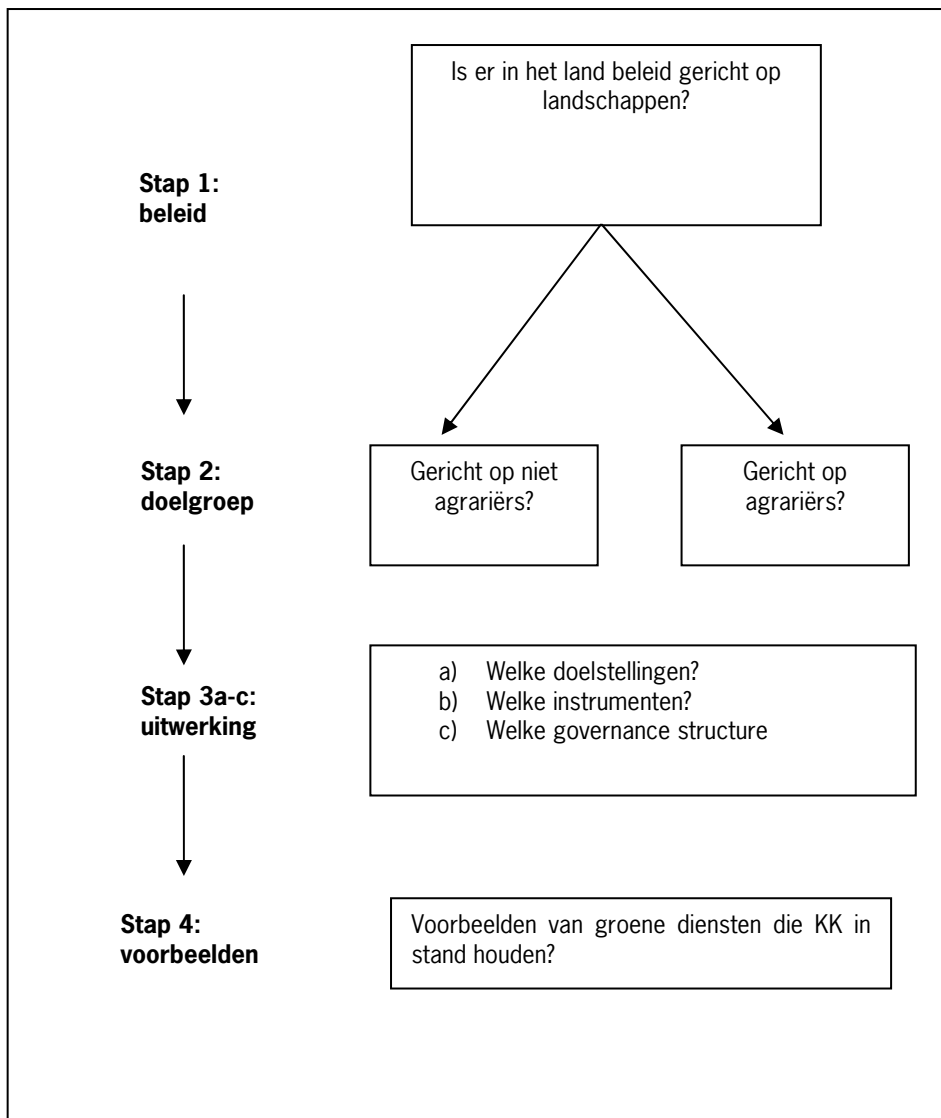 Is er in het land beleid gericht op
landschappen?
Stap 1:
beleid
Stap 2:
doelgroep
Gericht op niet
agrariërs?
Gericht op
agrariërs?
Stap 3a-c:
uitwerking
a) Welke doelstellingen?
b) Welke instrumenten?
c) Welke governance structure
Stap 4:
voorbeelden
Voorbeelden van groene diensten die KK in
stand houden?